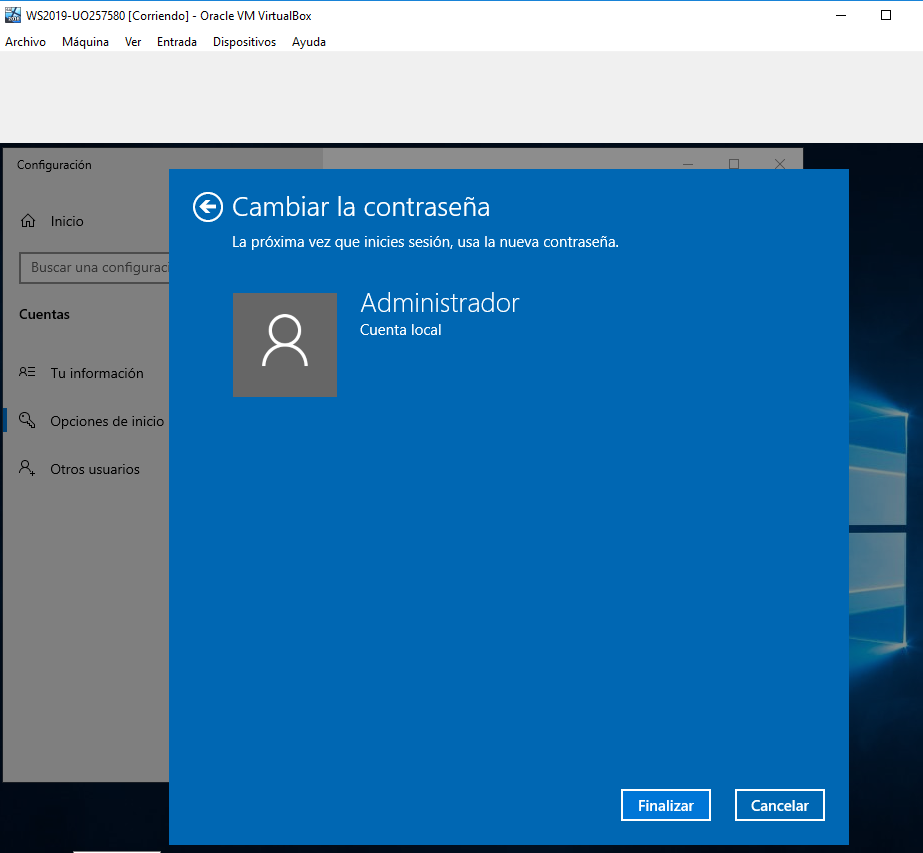 WS2019-UO257580 [Corriendo] - Oracle VM VirtualBox
Archivo Máquina Ver Entrada Dispositivos Ayuda
Configuración
Inicio
Buscar una configuraci
Cuentas
Tu información
Opciones de inicio
Otros usuarios
Cambiar la contraseña
La próxima vez que inicies sesión, usa la nueva contraseña.
Administrador
Cuenta local
Finalizar Cancelar